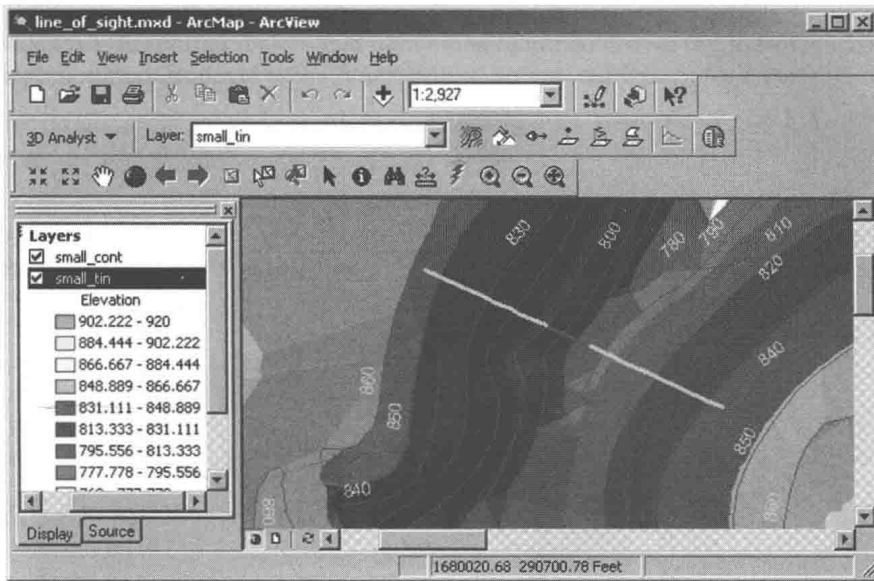 line_of_sight.mxd - ArcMap - ArcView
File Edit View Insert Selection Tools Window Help
1:2,927
3D Analyst Layer: small_tin
Layers
small_cont
small_tin
Elevation
902.222 - 920
884.444 - 902.222
866.667 - 884.444
848.889 - 866.667
831.111 - 848.889
813.333 - 831.111
795.556 - 813.333
777.778 - 795.556
Display Source
830
800
780
790
810
820
840
860
850
840
850
860
1680020.68 290700.78 Feet